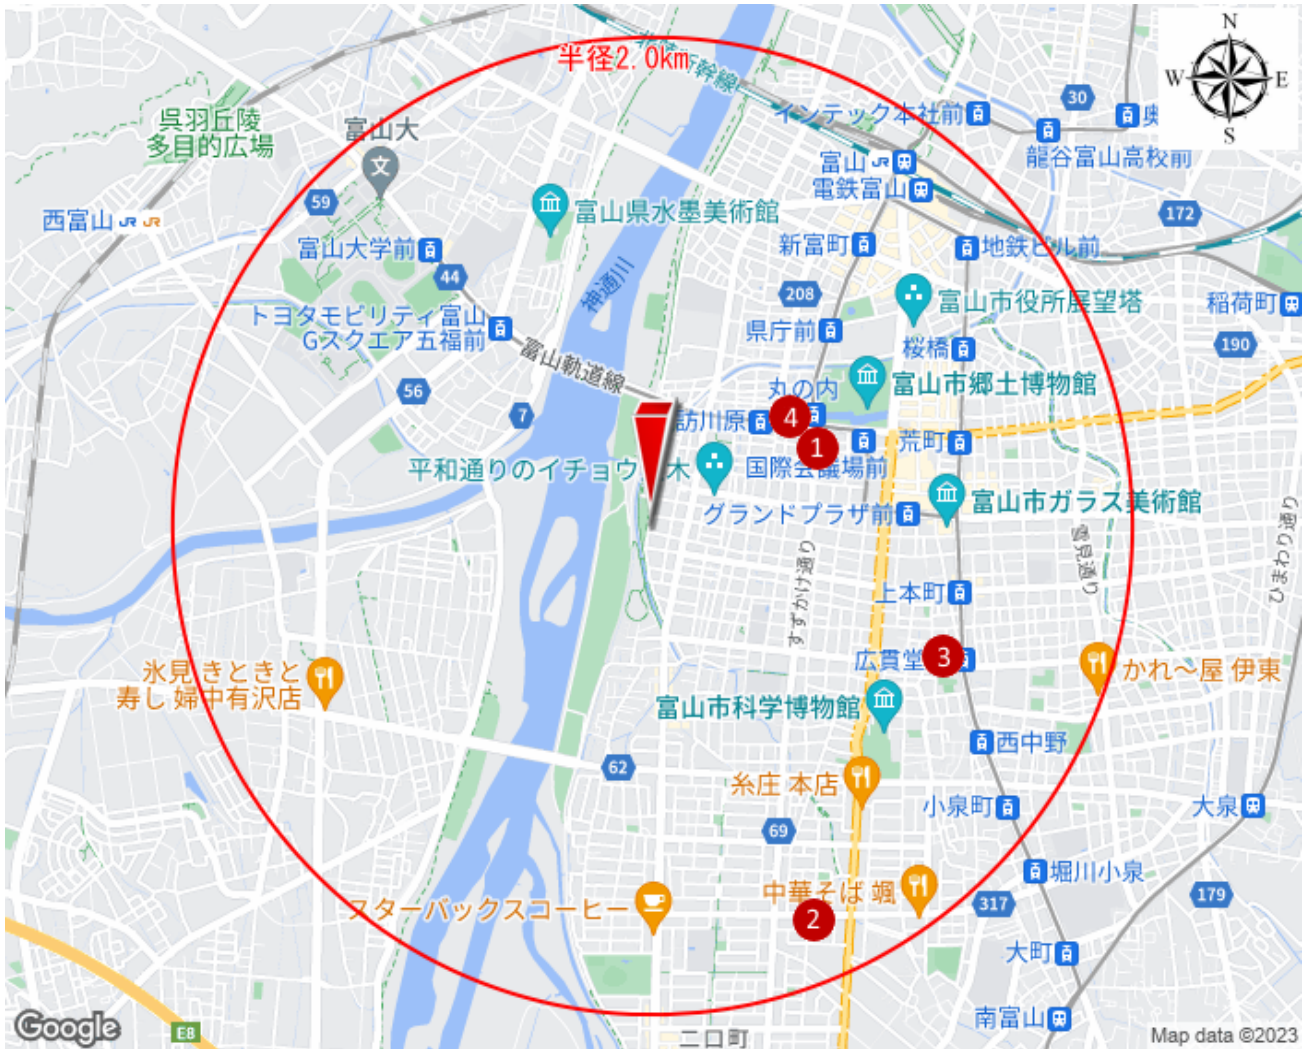 半径2.0km
北陸新幹線
N
W
E
S
呉羽丘陵
多目的広場
富山大
インテック本社前
30
奥
龍谷富山高校前
富山
電鉄富山
59
西富山
富山県水墨美術館
172
富山大学前
44
新富町
地鉄ビル前
神通川
208
富山市役所展望塔
稲荷町
トヨタモビリティ富山
Gスクエア五福前
県庁前
桜橋
190
富山軌道線
56
丸の内
富山市郷土博物館
7
訪川原
4
1
荒町
平和通りのイチョウ
木
国際会議場前
富山市ガラス美術館
グランドプラザ前
すずかけ通り
雪見通り
ひまわり通り
上本町
広貫堂
3
氷見 きときと
寿し 婦中有沢店
かれ～屋 伊東
富山市科学博物館
西中野
62
糸庄 本店
小泉町
大泉
69
堀川小泉
中華そば 颯
317
179
スターバックスコーヒー
2
大町
南富山
二口町
E8
Google
Map data ©2023